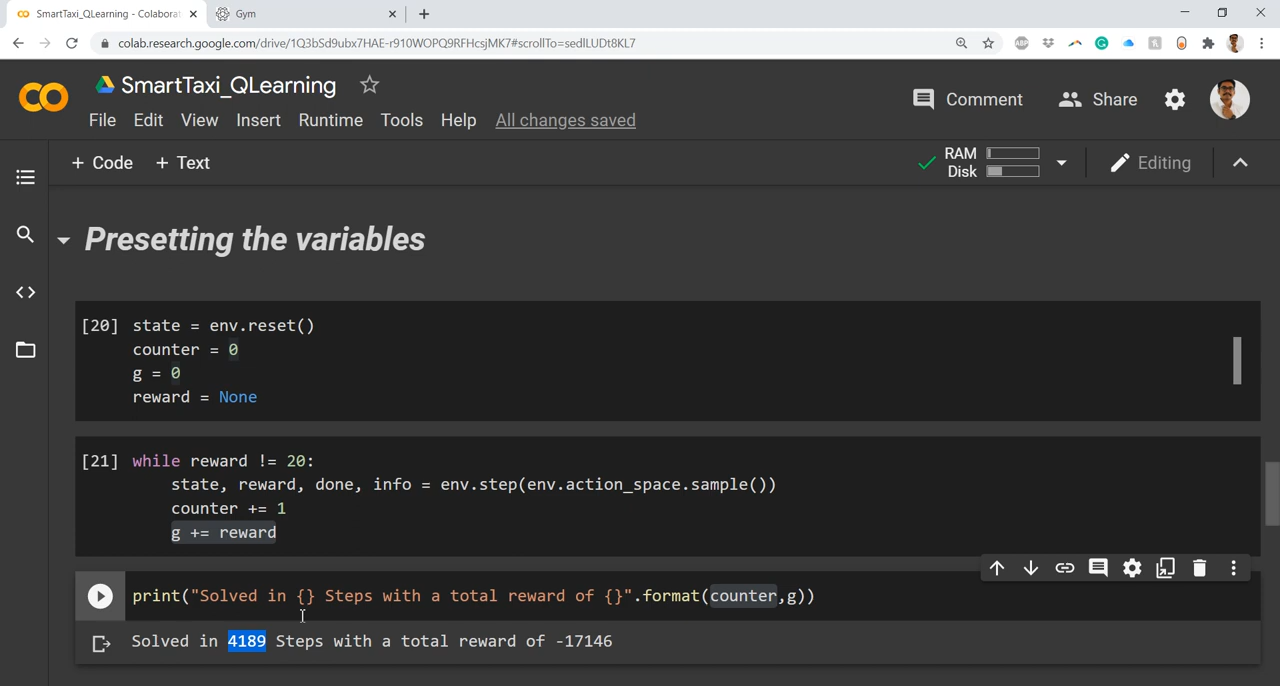 SmartTaxi_QLearning - Colaborat
Gym
colab.research.google.com/drive/1Q3bSd9ubx7HAE-r910WOPQ9RFHcsjMK7#scrollTo=sedlLUDt8KL7
ABP
SmartTaxi_QLearning
Comment
Share
File Edit View Insert Runtime Tools Help All changes saved
+ Code + Text
RAM
Disk
Editing
Presetting the variables
[20] state = env.reset()
counter = 0
g = 0
reward = None
[21] while reward != 20:
state, reward, done, info = env.step(env.action_space.sample())
counter += 1
g += reward
print("Solved in {} Steps with a total reward of {}".format(counter,g))
Solved in 4189 Steps with a total reward of -17146